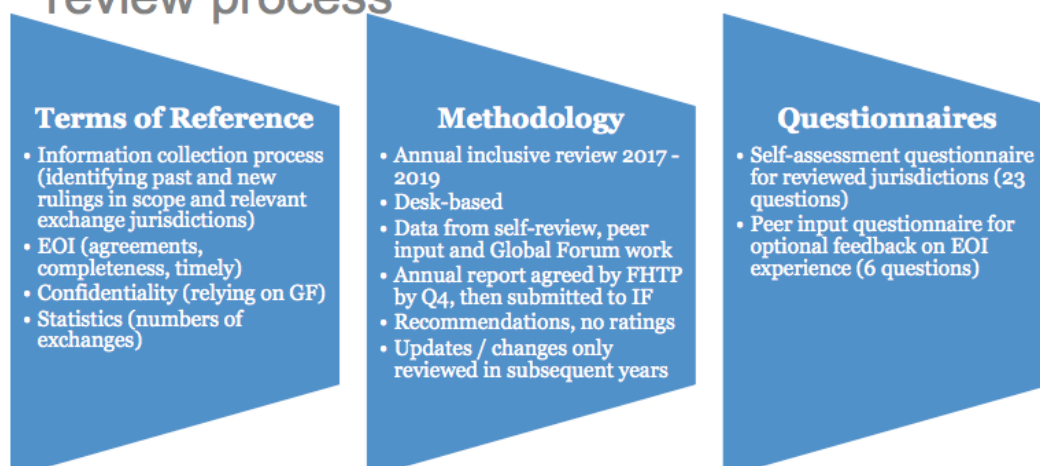 review process
Terms of Reference
• Information collection process
(identifying past and new
rulings in scope and relevant
exchange jurisdictions)
• EOI (agreements,
completeness, timely)
• Confidentiality (relying on GF)
• Statistics (numbers of
exchanges)
Methodology
• Annual inclusive review 2017 -
2019
• Desk-based
• Data from self-review, peer
input and Global Forum work
• Annual report agreed by FHTP
by Q4, then submitted to IF
• Recommendations, no ratings
• Updates / changes only
reviewed in subsequent years
Questionnaires
• Self-assessment questionnaire
for reviewed jurisdictions (23
questions)
• Peer input questionnaire for
optional feedback on EOI
experience (6 questions)